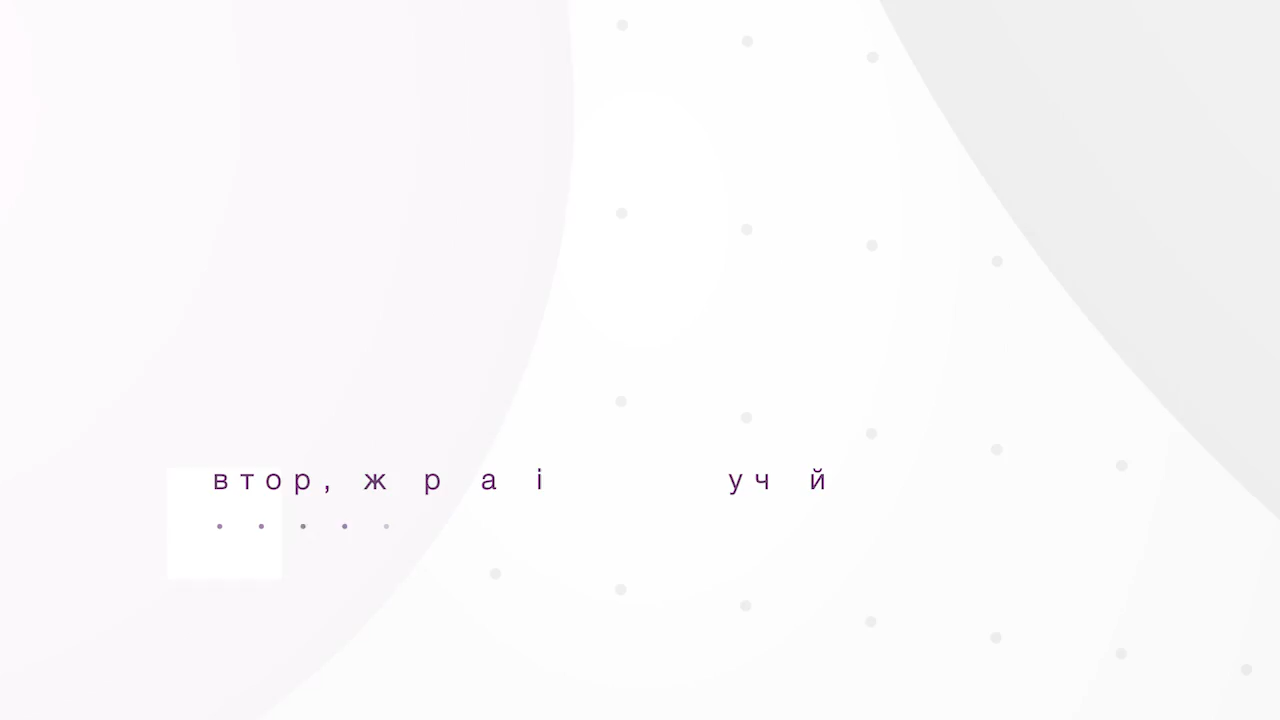 втор, ж р а і уч й